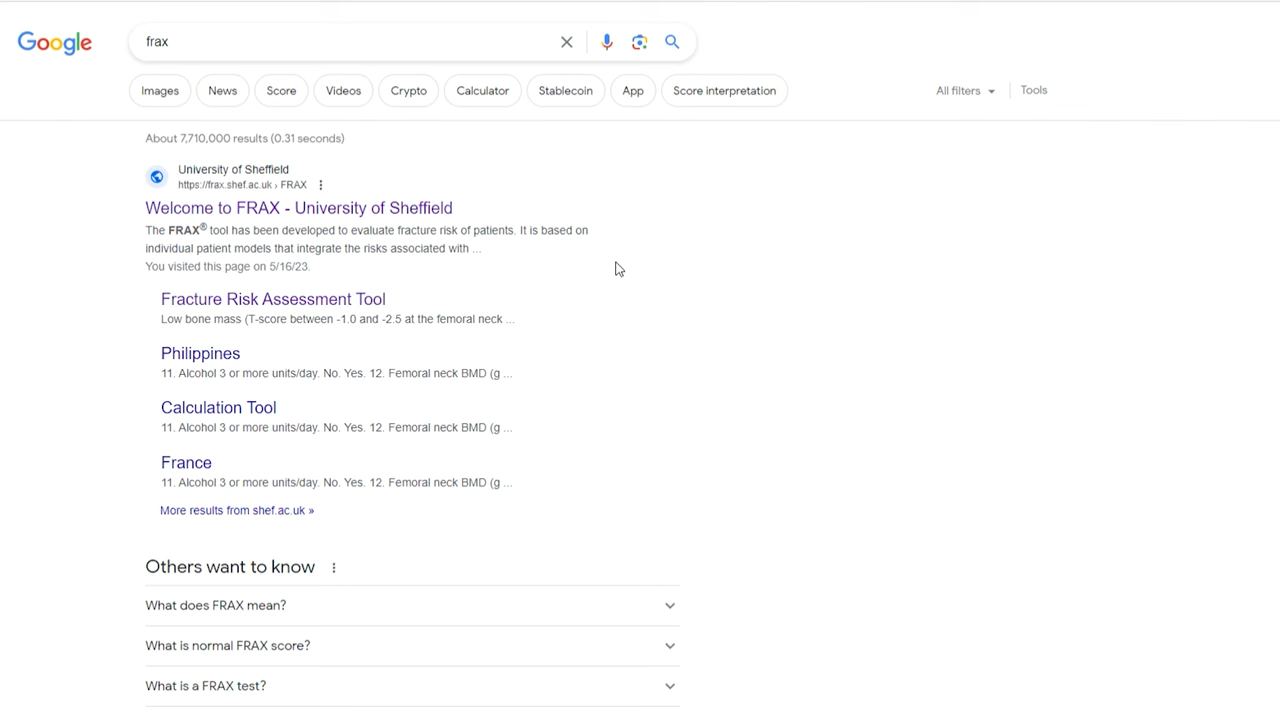 Google
frax
Images News Score Videos Crypto Calculator Stablecoin App Score interpretation All filters Tools
About 7,710,000 results (0.31 seconds)
University of Sheffield
https://frax.shef.ac.uk › FRAX
Welcome to FRAX - University of Sheffield
The FRAX® tool has been developed to evaluate fracture risk of patients. It is based on
individual patient models that integrate the risks associated with ...
You visited this page on 5/16/23.
Fracture Risk Assessment Tool
Low bone mass (T-score between -1.0 and -2.5 at the femoral neck ...
Philippines
11. Alcohol 3 or more units/day. No. Yes. 12. Femoral neck BMD (g ...
Calculation Tool
11. Alcohol 3 or more units/day. No. Yes. 12. Femoral neck BMD (g ...
France
11. Alcohol 3 or more units/day. No. Yes. 12. Femoral neck BMD (g ...
More results from shef.ac.uk »
Others want to know
What does FRAX mean?
What is normal FRAX score?
What is a FRAX test?